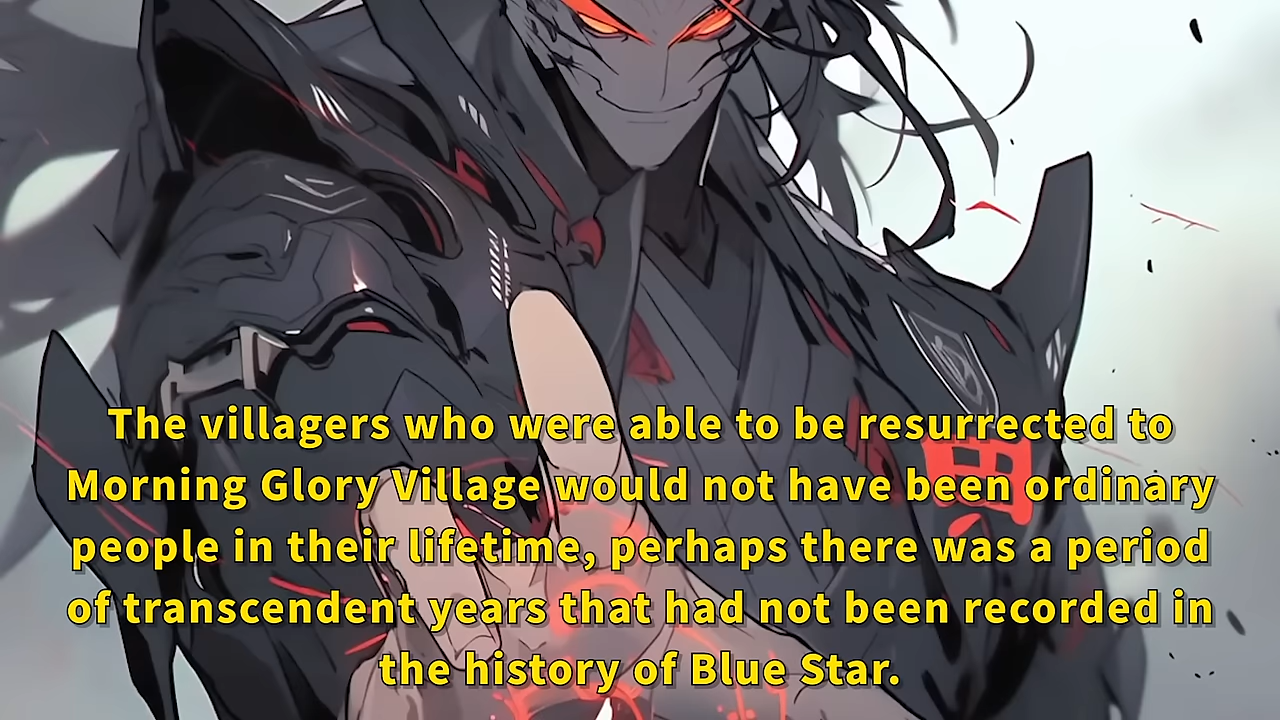 The villagers who were able to be resurrected to
Morning Glory Village would not have been ordinary
people in their lifetime, perhaps there was a period
of transcendent years that had not been recorded in
the history of Blue Star.